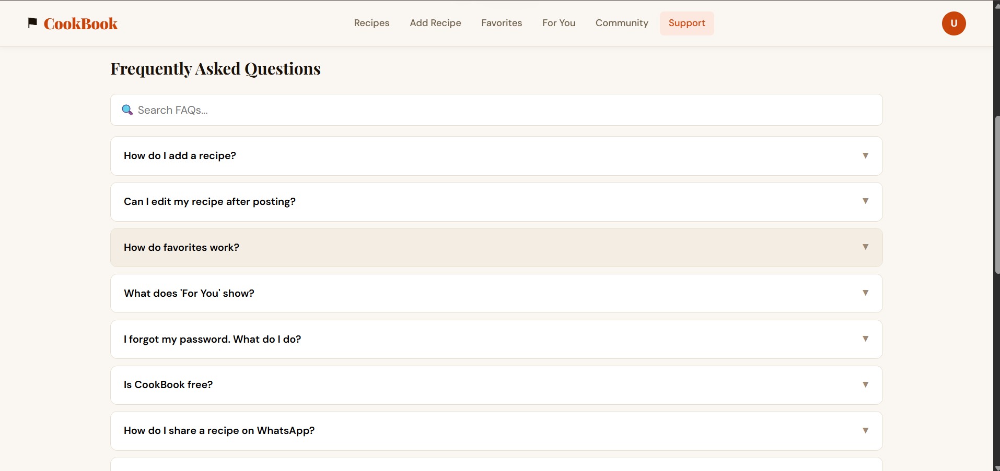 CookBook
Recipes
Add Recipe
Favorites
For You
Community
Support
U
Frequently Asked Questions
Search FAQs...
How do I add a recipe?
Can I edit my recipe after posting?
How do favorites work?
What does 'For You' show?
I forgot my password. What do I do?
Is CookBook free?
How do I share a recipe on WhatsApp?